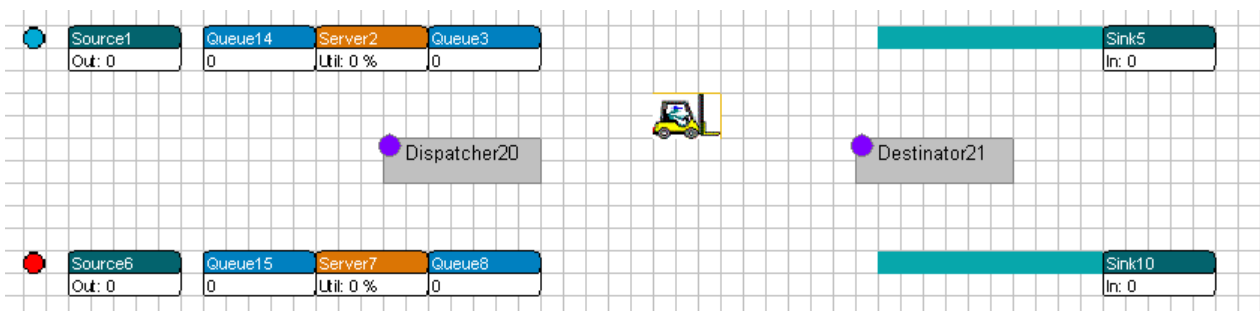 Source1 Queue14 Server2 Queue3 Sink5
Out: 0 0 Util: 0 % 0 In: 0
Dispatcher20 Destinator21
Source6 Queue15 Server7 Queue8 Sink10
Out: 0 0 Util: 0 % 0 In: 0